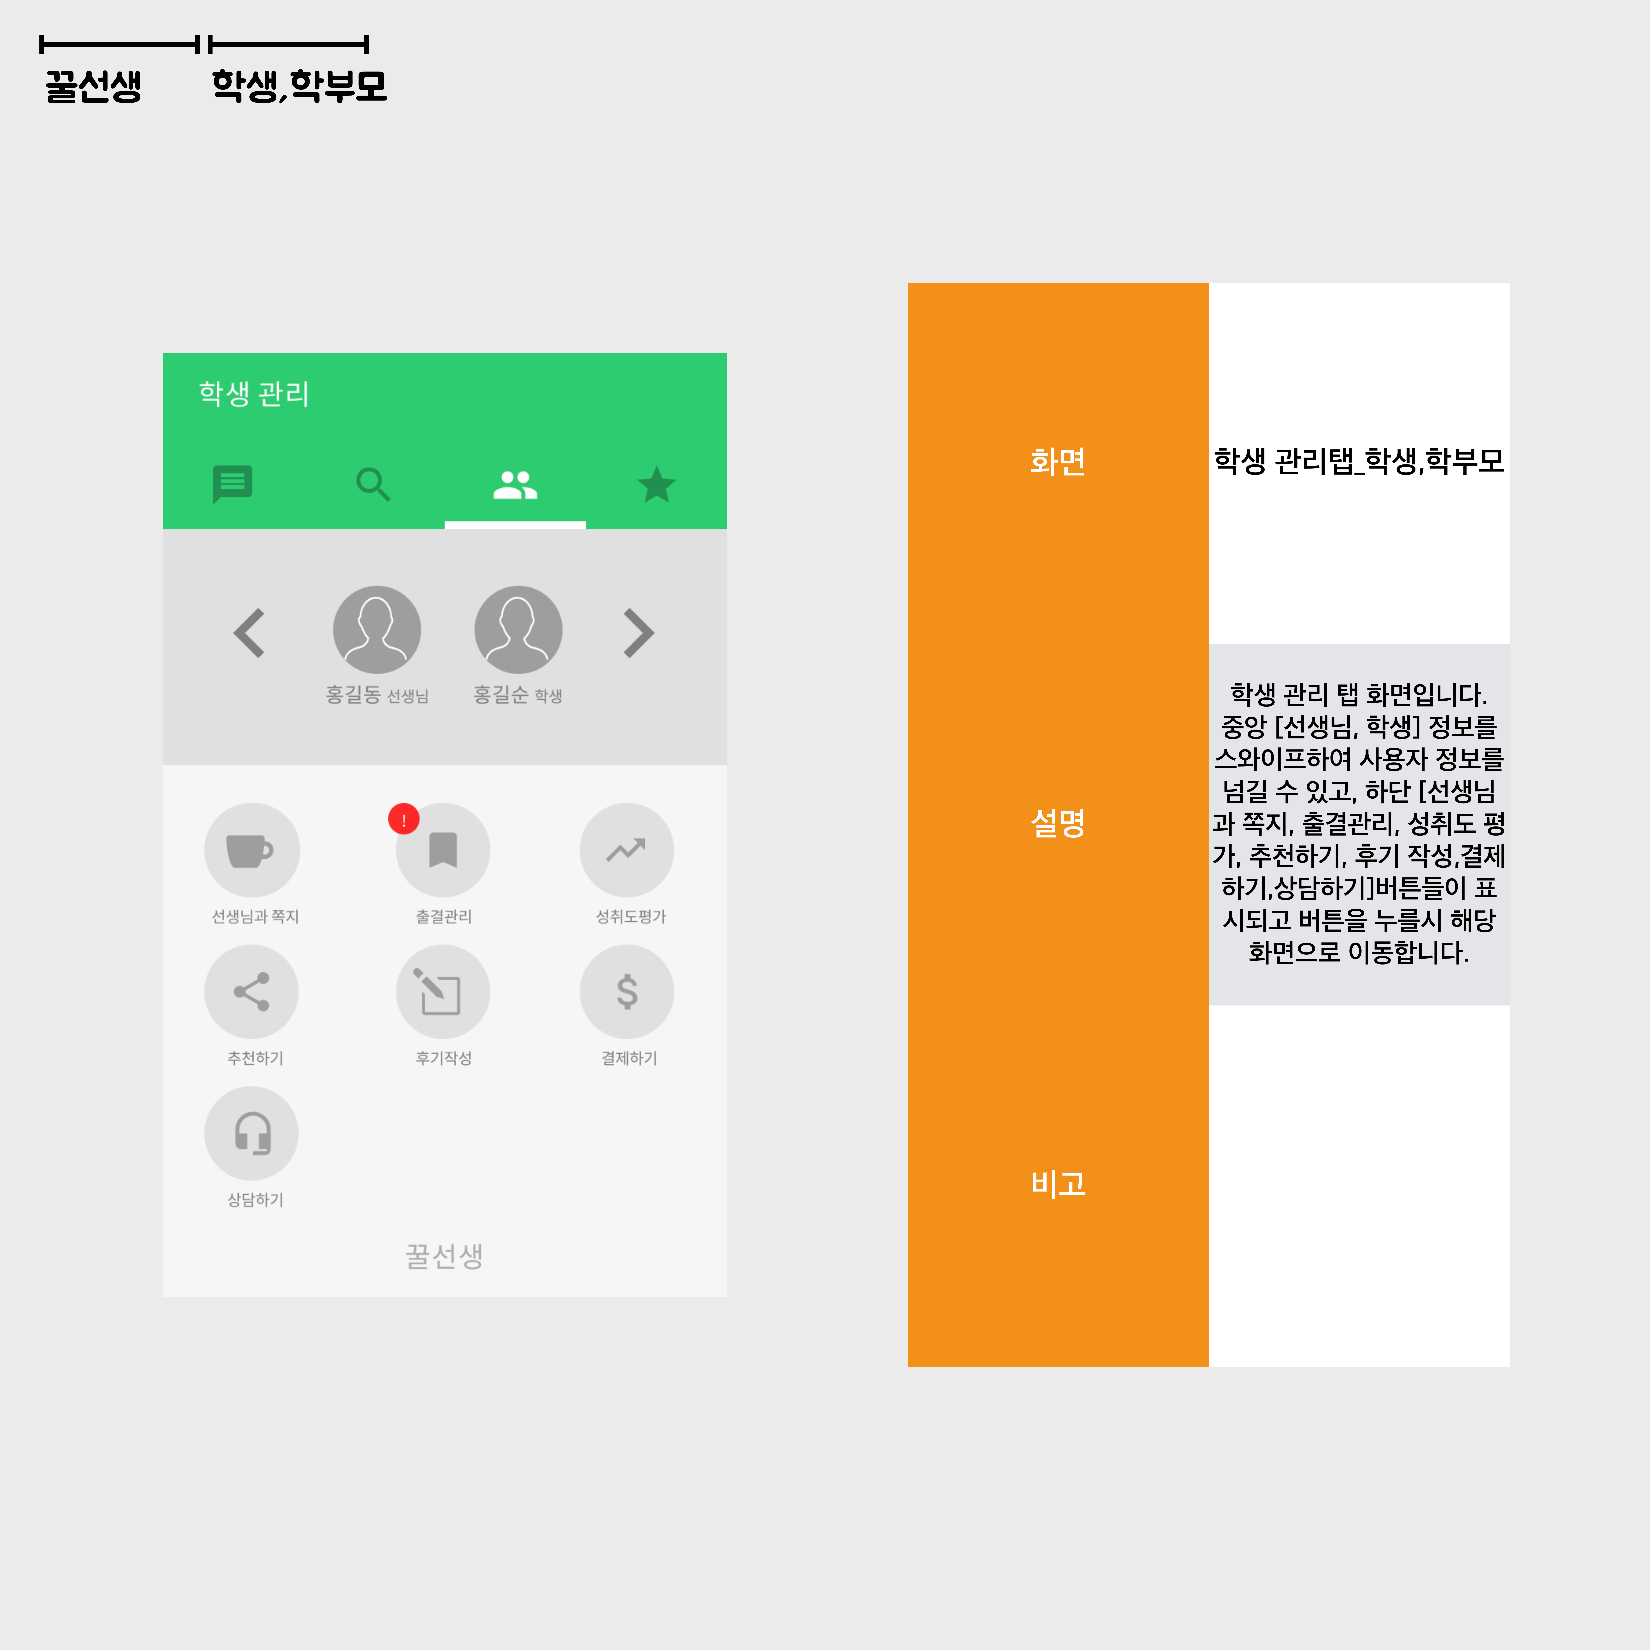 꿀선생
학생,학부모
학생 관리
홍길동 선생님
홍길순 학생
!
선생님과 쪽지
출결관리
성취도평가
추천하기
후기작성
결제하기
상담하기
꿀선생
화면
학생 관리탭_학생,학부모
설명
학생 관리 탭 화면입니다.
중앙 [선생님, 학생] 정보를
스와이프하여 사용자 정보를
넘길 수 있고, 하단 [선생님
과 쪽지, 출결관리, 성취도 평
가, 추천하기, 후기 작성,결제
하기,상담하기]버튼들이 표
시되고 버튼을 누를시 해당
화면으로 이동합니다.
비고